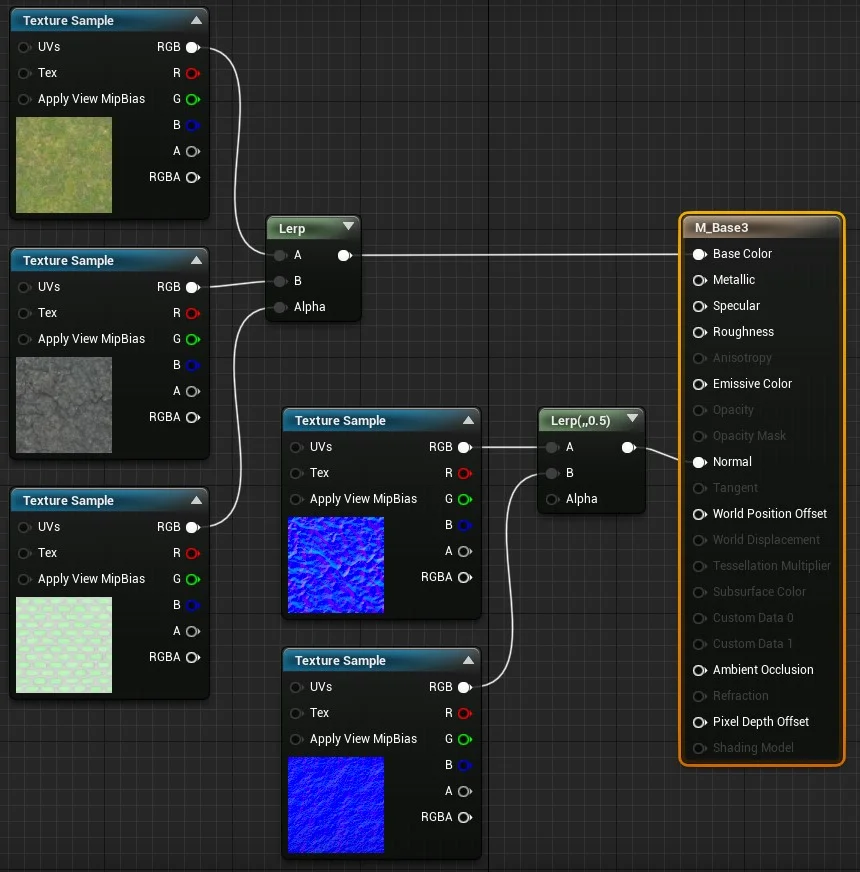 Texture Sample
UVs RGB
Tex R
Apply View MipBias G
B
A
RGBA
Texture Sample
UVs RGB
Tex R
Apply View MipBias G
B
A
RGBA
Texture Sample
UVs RGB
Tex R
Apply View MipBias G
B
A
RGBA
Lerp
A
B
Alpha
Texture Sample
UVs RGB
Tex R
Apply View MipBias G
B
A
RGBA
Texture Sample
UVs RGB
Tex R
Apply View MipBias G
B
A
RGBA
Lerp(,,0.5)
A
B
Alpha
M_Base3
Base Color
Metallic
Specular
Roughness
Anisotropy
Emissive Color
Opacity
Opacity Mask
Normal
Tangent
World Position Offset
World Displacement
Tessellation Multiplier
Subsurface Color
Custom Data 0
Custom Data 1
Ambient Occlusion
Refraction
Pixel Depth Offset
Shading Model